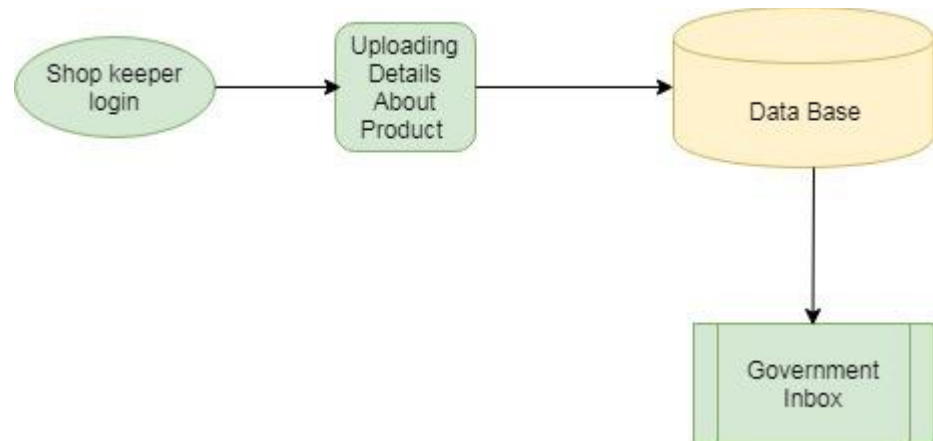 Shop keeper
login
Uploading
Details
About
Product
Data Base
Government
Inbox